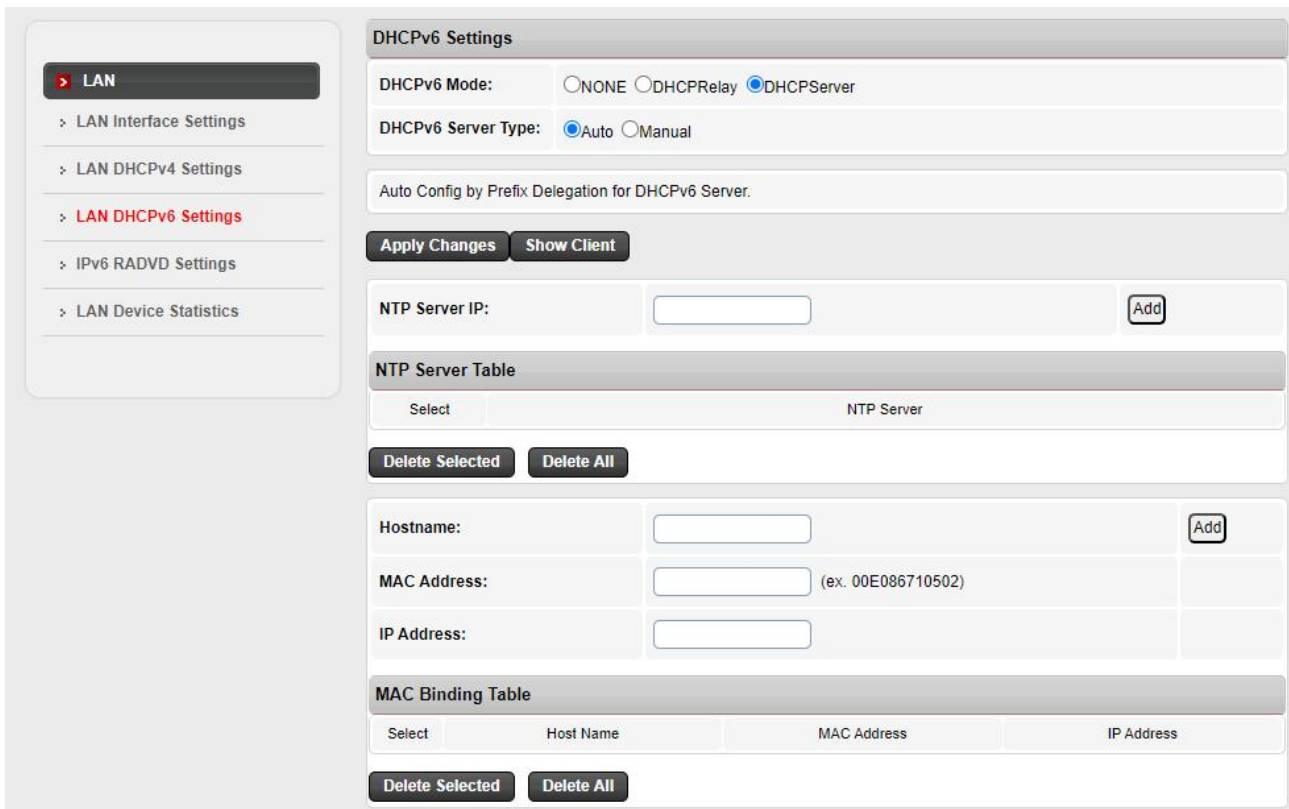 LAN
LAN Interface Settings
LAN DHCPv4 Settings
LAN DHCPv6 Settings
IPv6 RADVD Settings
LAN Device Statistics
DHCPv6 Settings
DHCPv6 Mode: NONE DHCPRelay DHCPServer
DHCPv6 Server Type: Auto Manual
Auto Config by Prefix Delegation for DHCPv6 Server.
Apply Changes Show Client
NTP Server IP: Add
NTP Server Table
Select NTP Server
Delete Selected Delete All
Hostname: Add
MAC Address: (ex. 00E086710502)
IP Address:
MAC Binding Table
Select Host Name MAC Address IP Address
Delete Selected Delete All